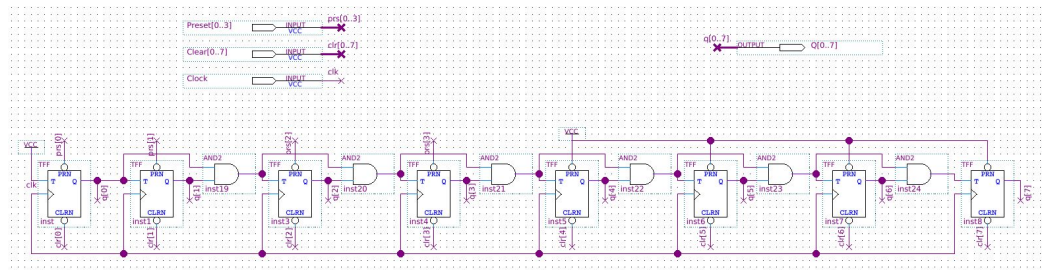 Preset[0..3] INPUT VCC prs[0..3]
Clear[0..7] INPUT VCC clr[0..7]
Clock INPUT VCC clk
q[0..7] OUTPUT Q[0..7]
VCC VCC
prs[0] prs[1] prs[2] prs[3]
TFF TFF AND2 TFF AND2 TFF AND2 TFF AND2 TFF AND2 TFF AND2 TFF
PRN PRN PRN PRN PRN PRN PRN PRN
clk T Q T Q T Q T Q T Q T Q T Q T Q
inst19 inst20 inst21 inst22 inst23 inst24
q[0] q[1] q[2] q[3] q[4] q[5] q[6] q[7]
CLRN CLRN CLRN CLRN CLRN CLRN CLRN CLRN
inst inst1 inst3 inst4 inst5 inst6 inst7 inst8
clr[0] clr[1] clr[2] clr[3] clr[4] clr[5] clr[6] clr[7]